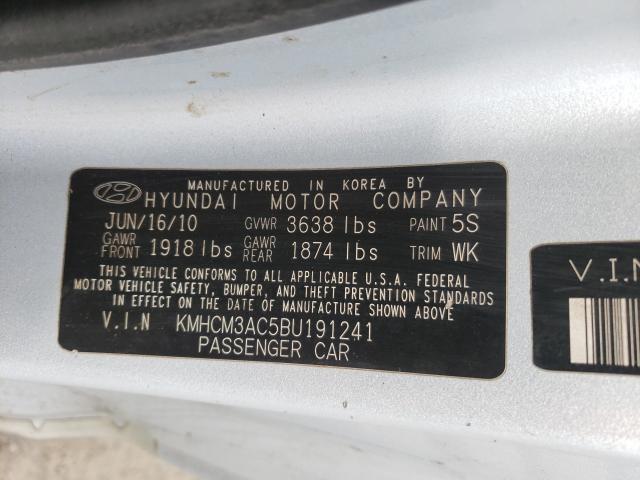 MANUFACTURED IN KOREA BY
HYUNDAI MOTOR COMPANY
JUN/16/10 GVWR 3638 lbs PAINT 5S
GAWR FRONT 1918 lbs GAWR REAR 1874 lbs TRIM WK
THIS VEHICLE CONFORMS TO ALL APPLICABLE U.S.A. FEDERAL
MOTOR VEHICLE SAFETY, BUMPER, AND THEFT PREVENTION STANDARDS
IN EFFECT ON THE DATE OF MANUFACTURE SHOWN ABOVE.
V.I.N KMHCM3AC5BU191241
PASSENGER CAR
V.I.N